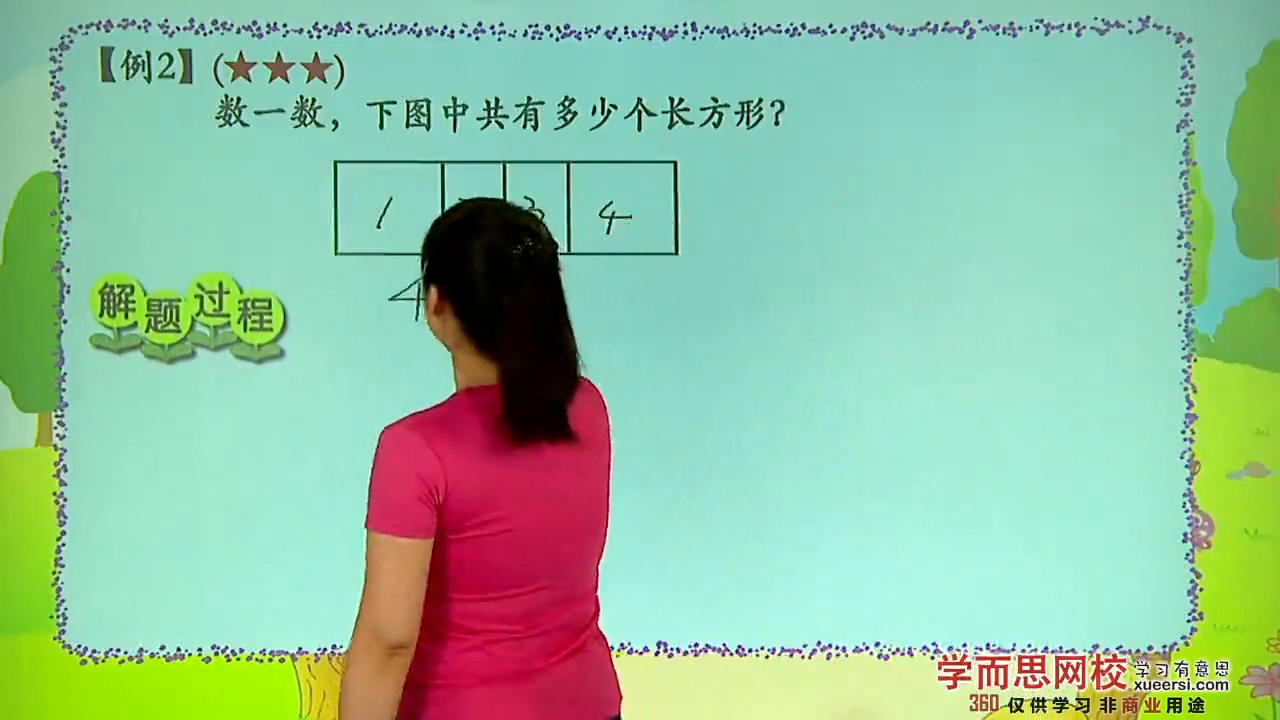 【例2】(★★★)
数一数，下图中共有多少个长方形？
1 3 4
4
解题过程
学而思网校 学习有意思
xueersi.com
360 仅供学习 非商业用途